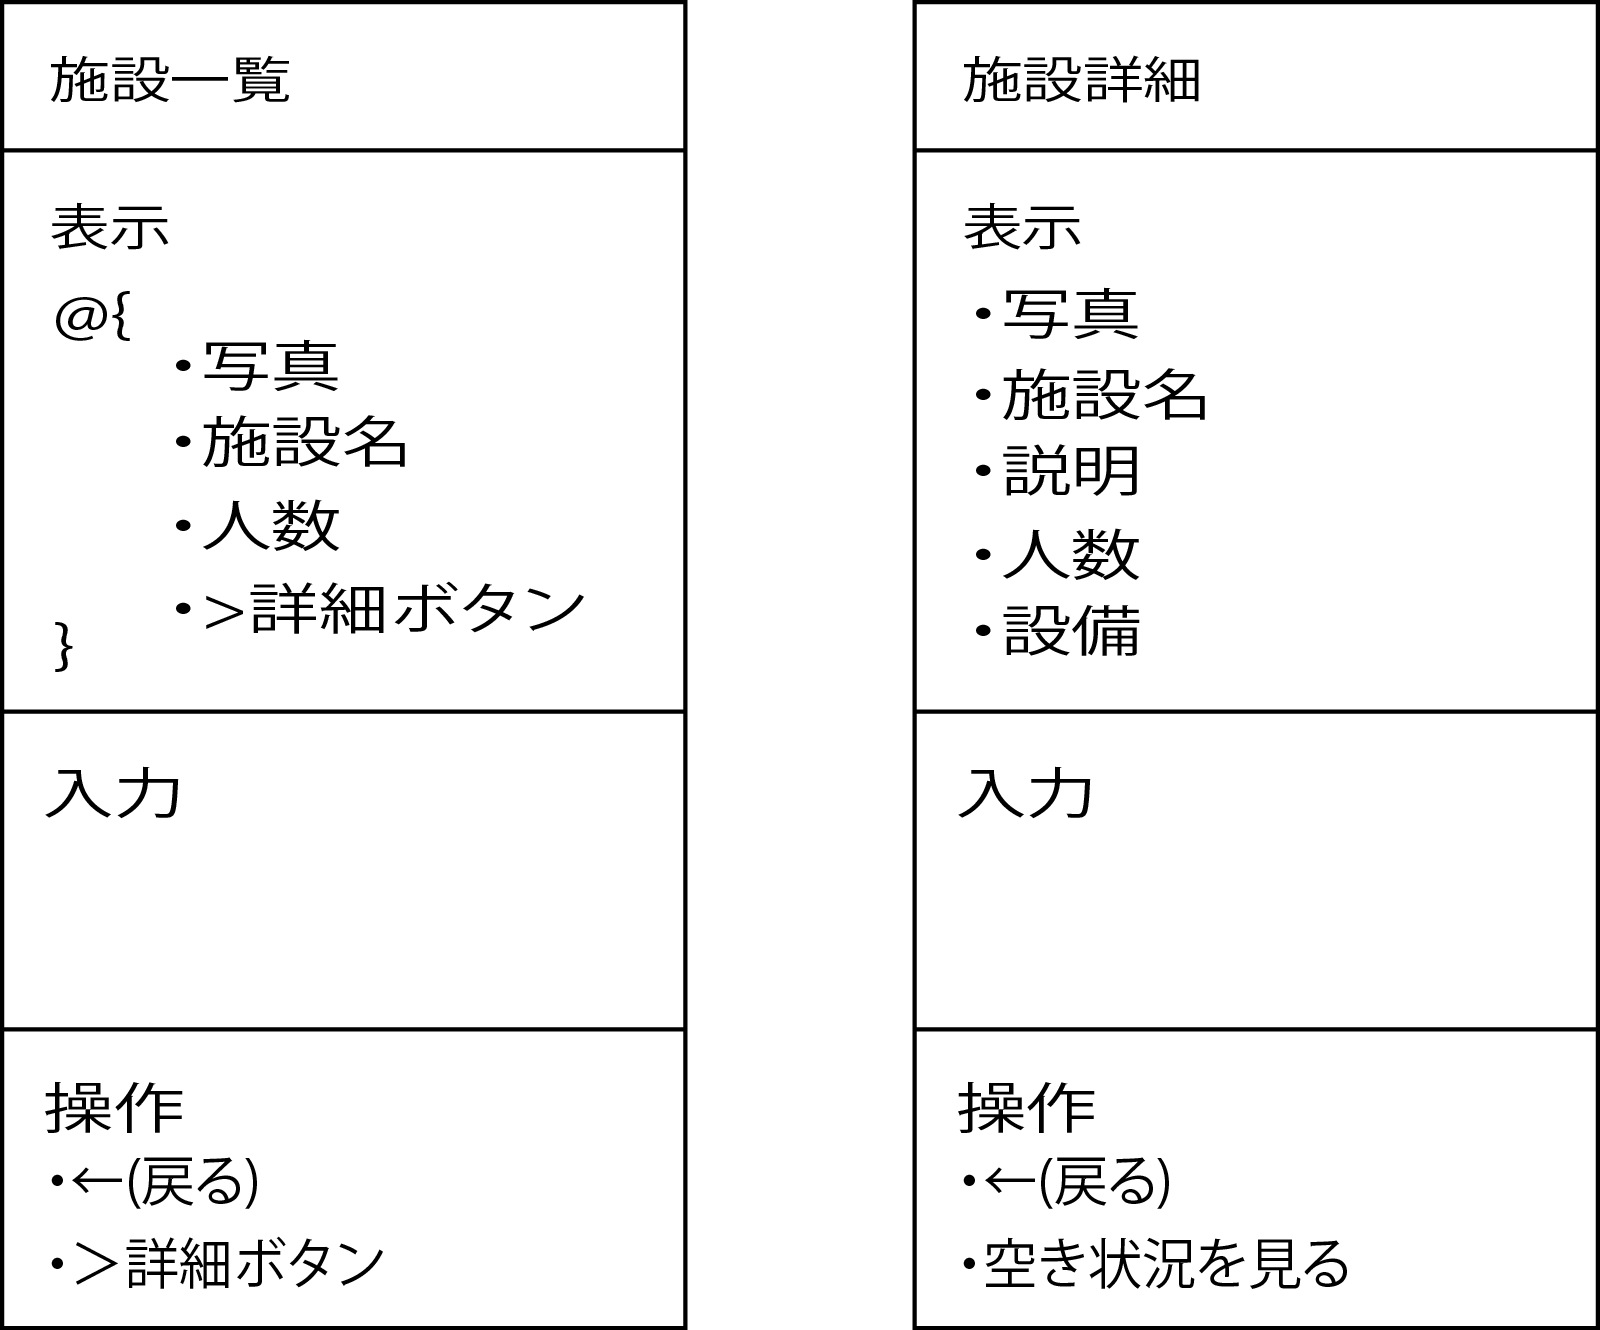 施設一覧
表示
@{
・写真
・施設名
・人数
・>詳細ボタン
}
入力
操作
・←(戻る)
・＞詳細ボタン
施設詳細
表示
・写真
・施設名
・説明
・人数
・設備
入力
操作
・←(戻る)
・空き状況を見る